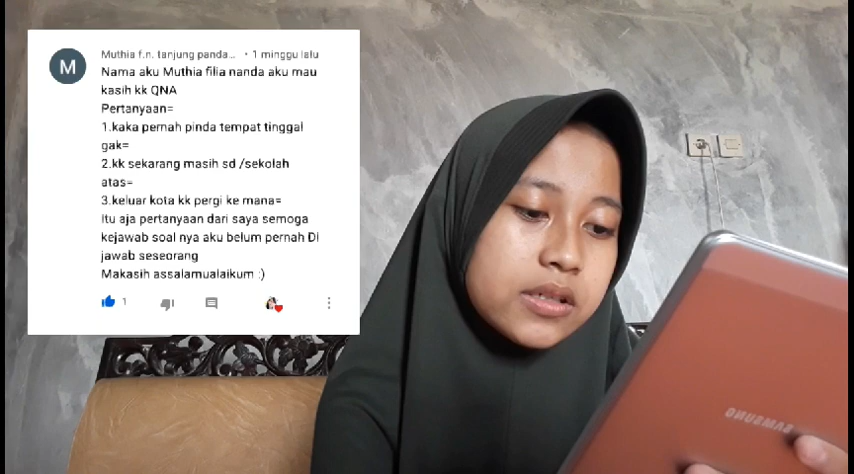 M
Muthia f.n. tanjung panda... • 1 minggu lalu
Nama aku Muthia filia nanda aku mau
kasih kk QNA
Pertanyaan=
1.kaka pernah pinda tempat tinggal
gak=
2.kk sekarang masih sd /sekolah
atas=
3.keluar kota kk pergi ke mana=
Itu aja pertanyaan dari saya semoga
kejawab soal nya aku belum pernah Di
jawab seseorang
Makasih assalamualaikum :)
1
SAMSUNG